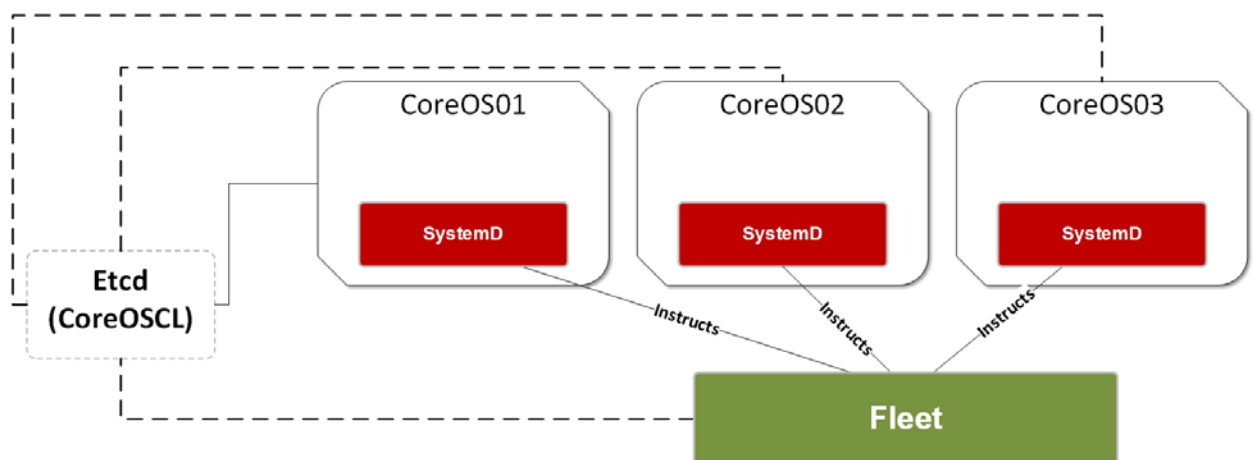 CoreOS01
CoreOS02
CoreOS03
SystemD
SystemD
SystemD
Etcd
(CoreOSCL)
Instructs
Instructs
Instructs
Fleet